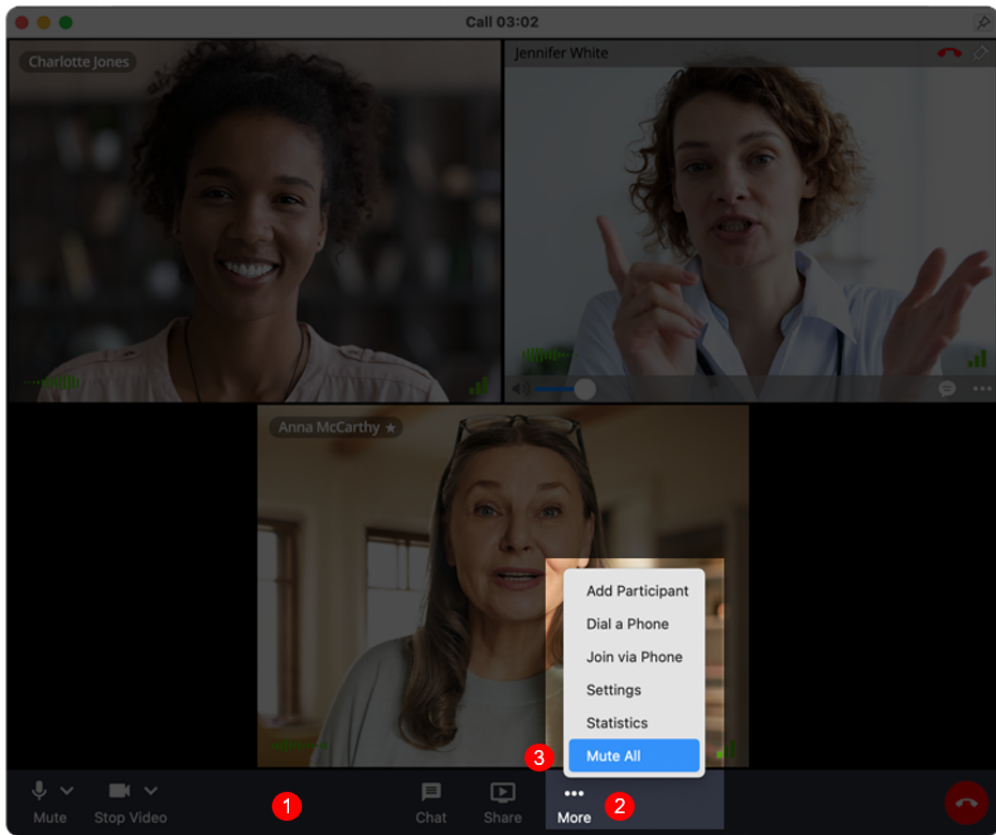 Call 03:02
Charlotte Jones
Jennifer White
Anna McCarthy ★
Add Participant
Dial a Phone
Join via Phone
Settings
Statistics
3 Mute All
1
2
Mute Stop Video Chat Share More